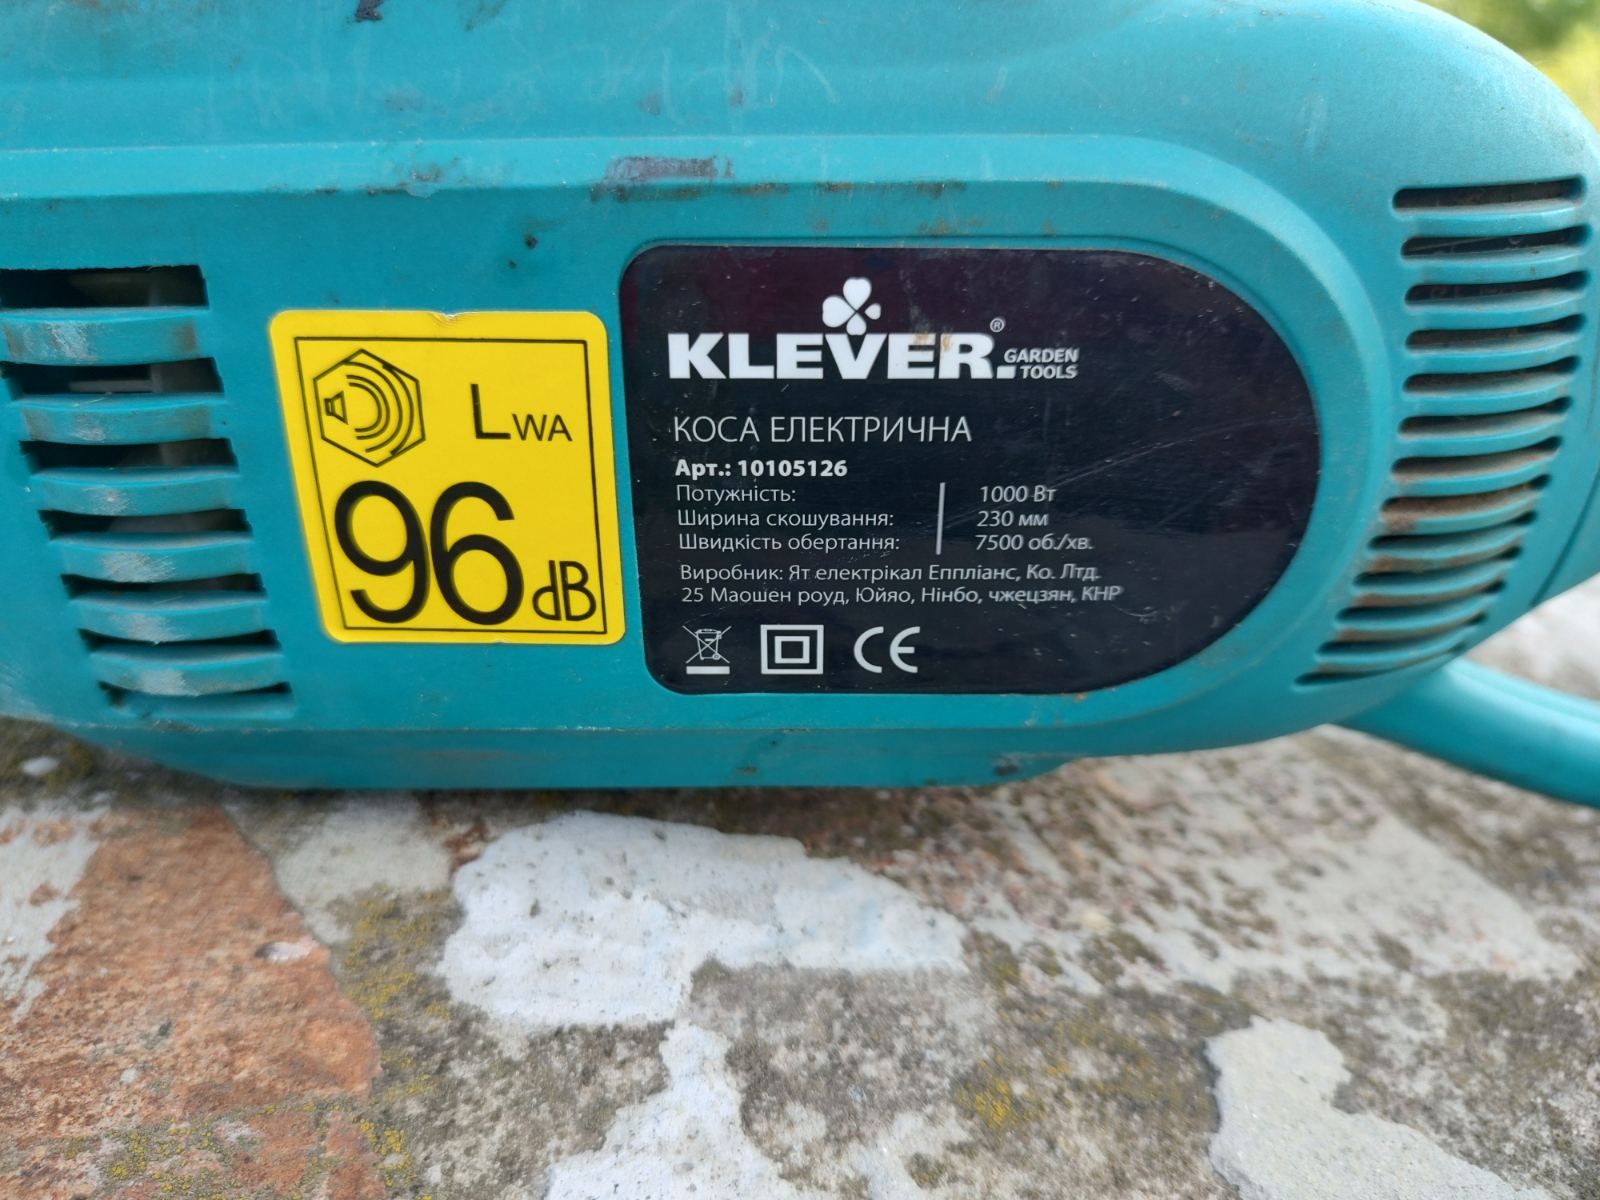 LWA
96 dB
KLEVER.® GARDEN TOOLS
КОСА ЕЛЕКТРИЧНА
Арт.: 10105126
Потужність: 1000 Вт
Ширина скошування: 230 мм
Швидкість обертання: 7500 об./хв.
Виробник: Ят електрікал Еппліанс, Ко. Лтд.
25 Маошен роуд, Юйяо, Нінбо, чжецзян, КНР
CE